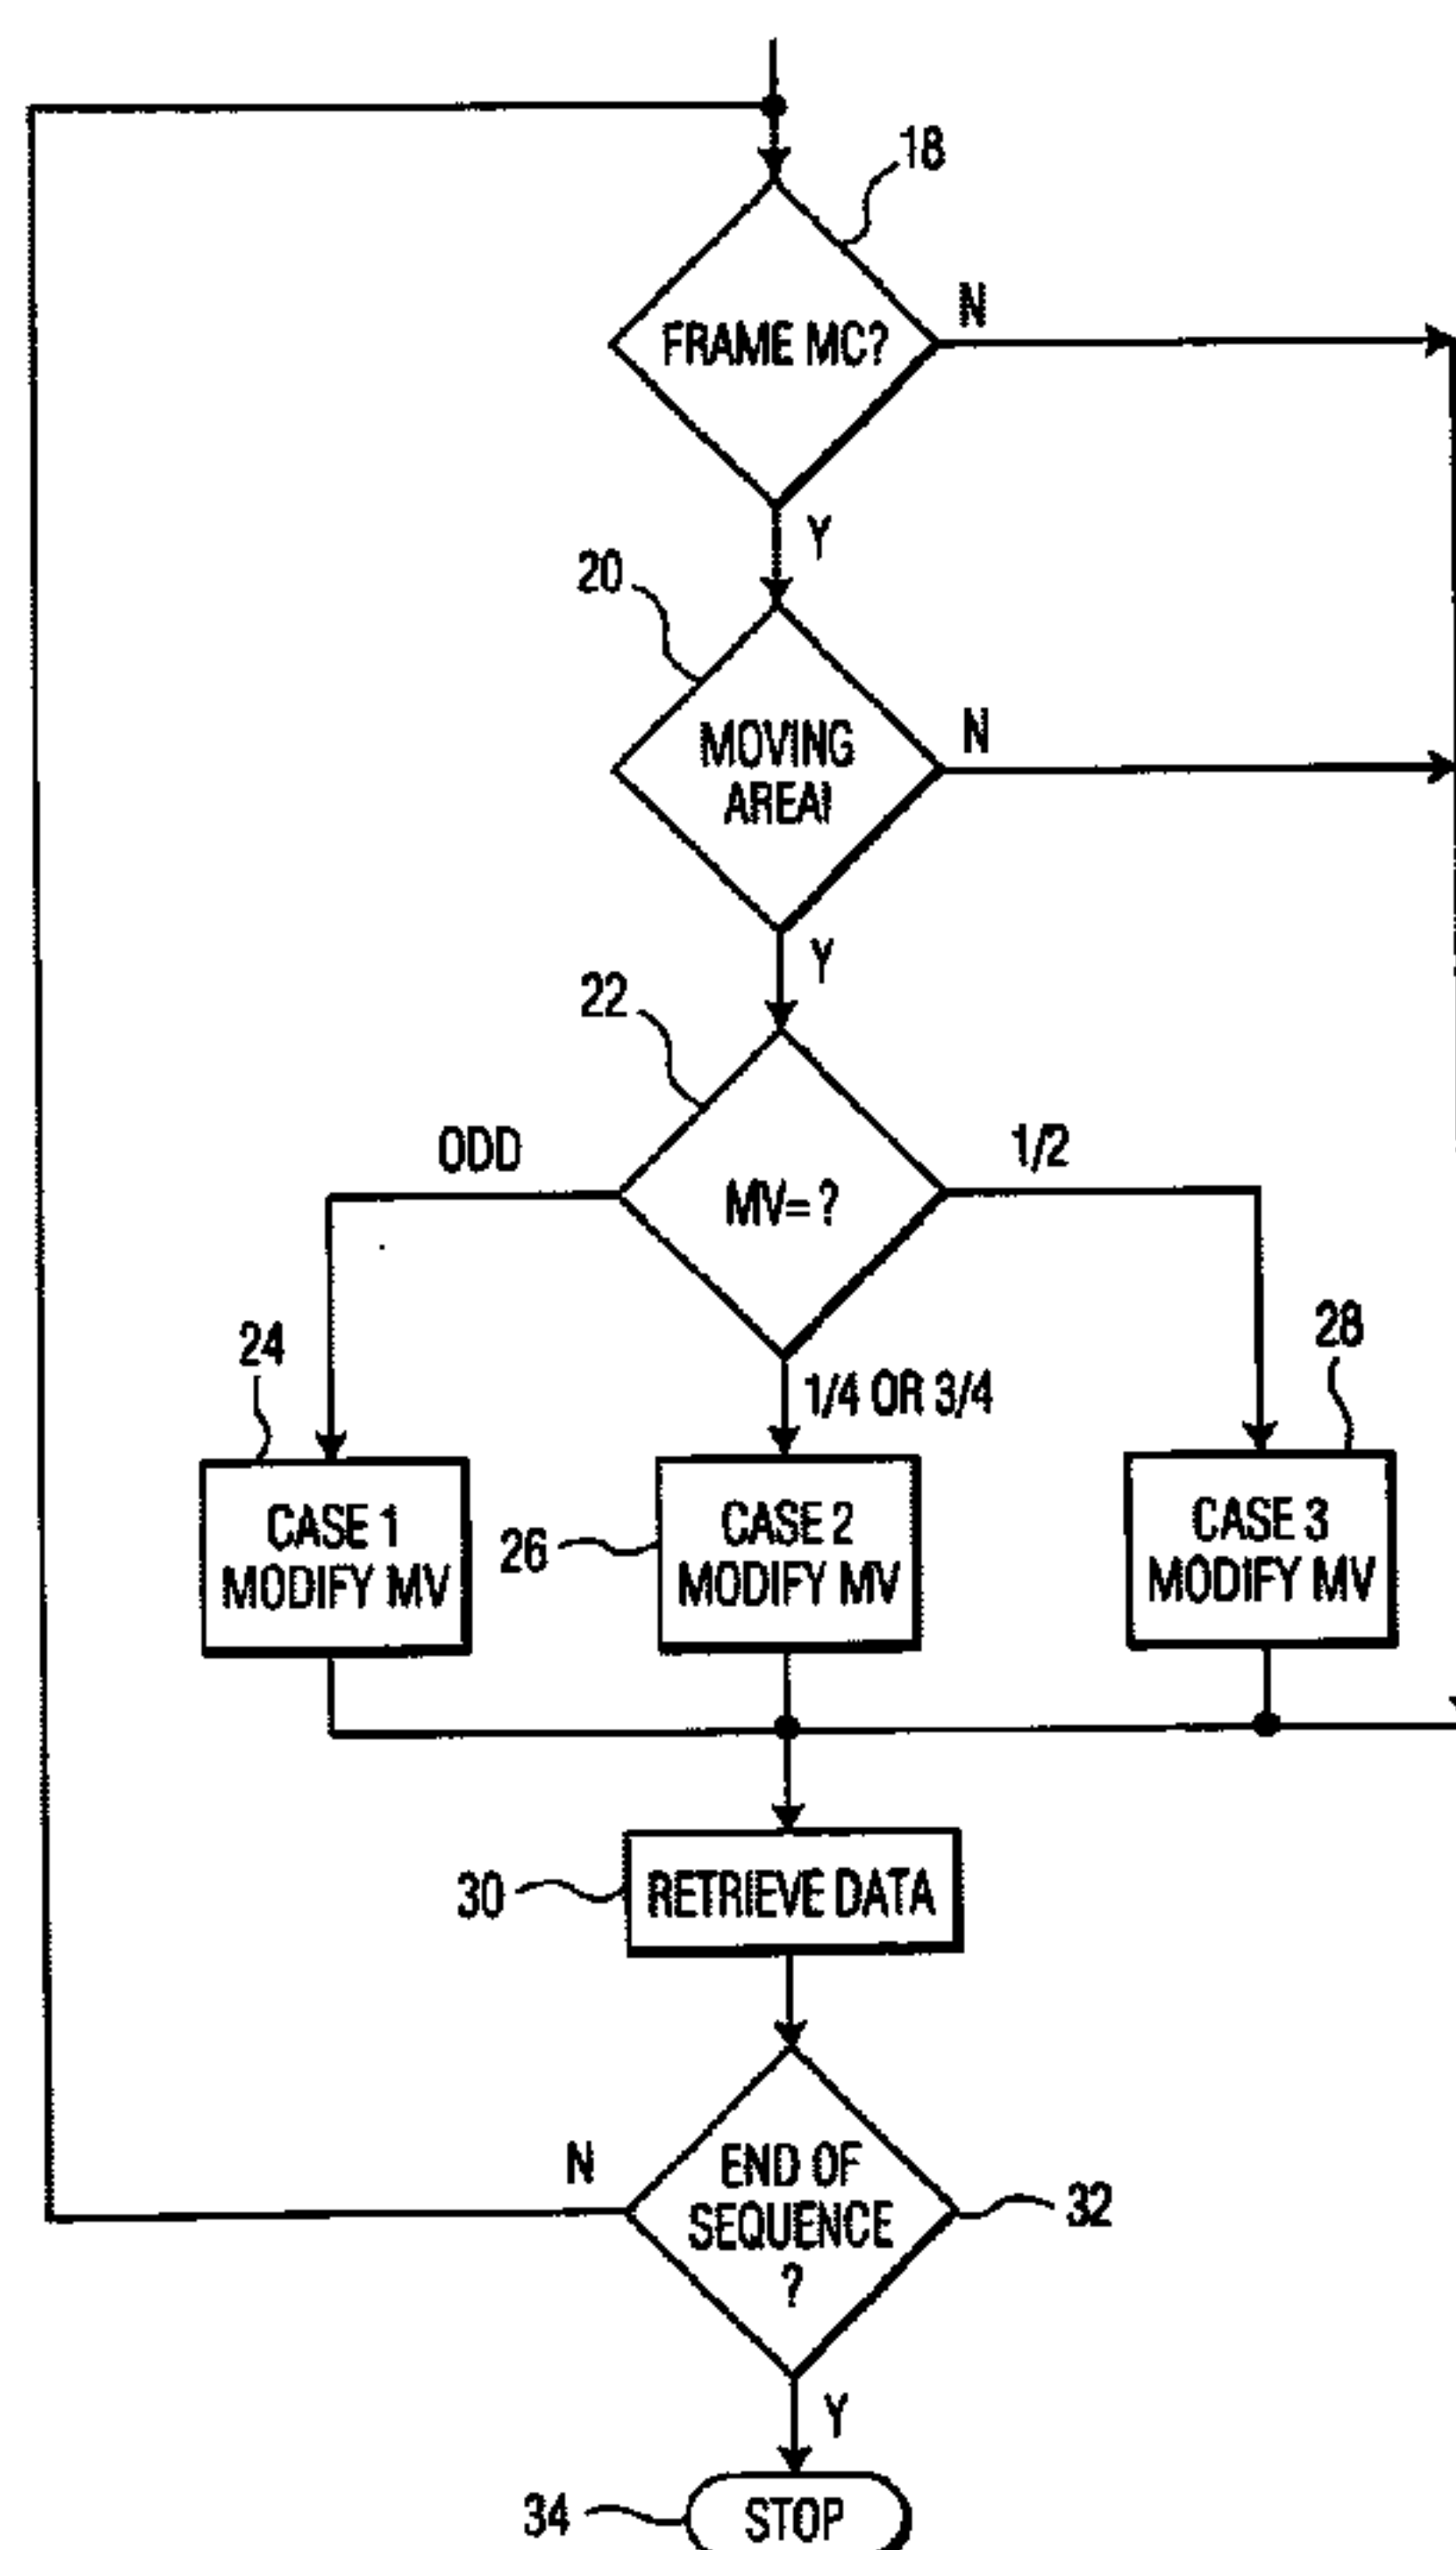 18
FRAME MC?
N
Y
20
MOVING
AREA!
N
Y
22
ODD
MV=?
1/2
1/4 OR 3/4
24
CASE 1
MODIFY MV
26
CASE 2
MODIFY MV
28
CASE 3
MODIFY MV
30
RETRIEVE DATA
N
END OF
SEQUENCE
?
32
Y
34
STOP